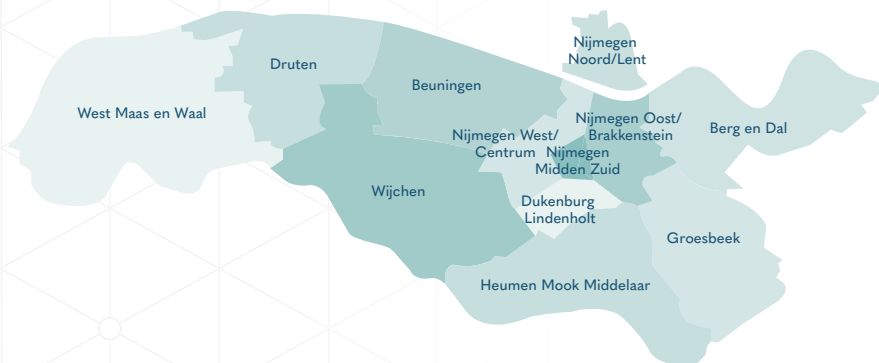 Nijmegen
Noord/Lent
Druten
Beuningen
West Maas en Waal
Nijmegen Oost/
Brakkenstein
Berg en Dal
Nijmegen West/
Centrum
Nijmegen
Midden Zuid
Wijchen
Dukenburg
Lindenholt
Groesbeek
Heumen Mook Middelaar